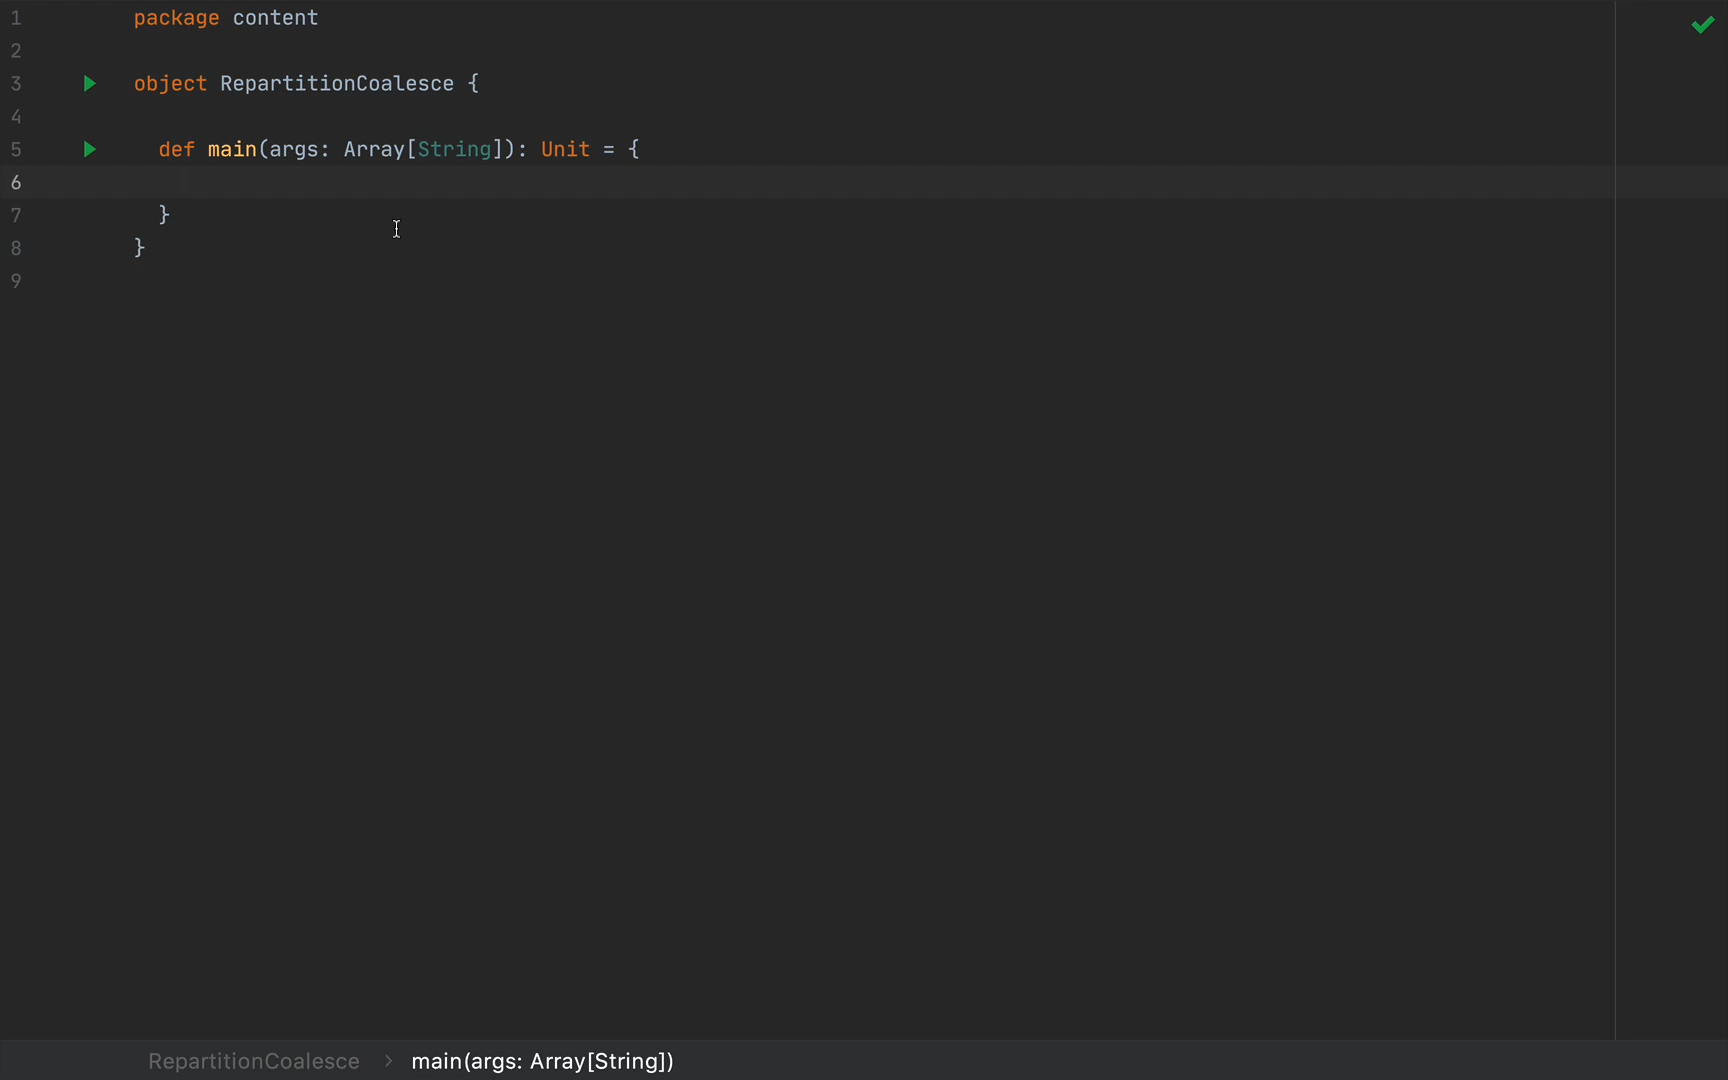 1 package content
2
3 object RepartitionCoalesce {
4
5 def main(args: Array[String]): Unit = {
6
7 }
8 }
9
RepartitionCoalesce > main(args: Array[String])